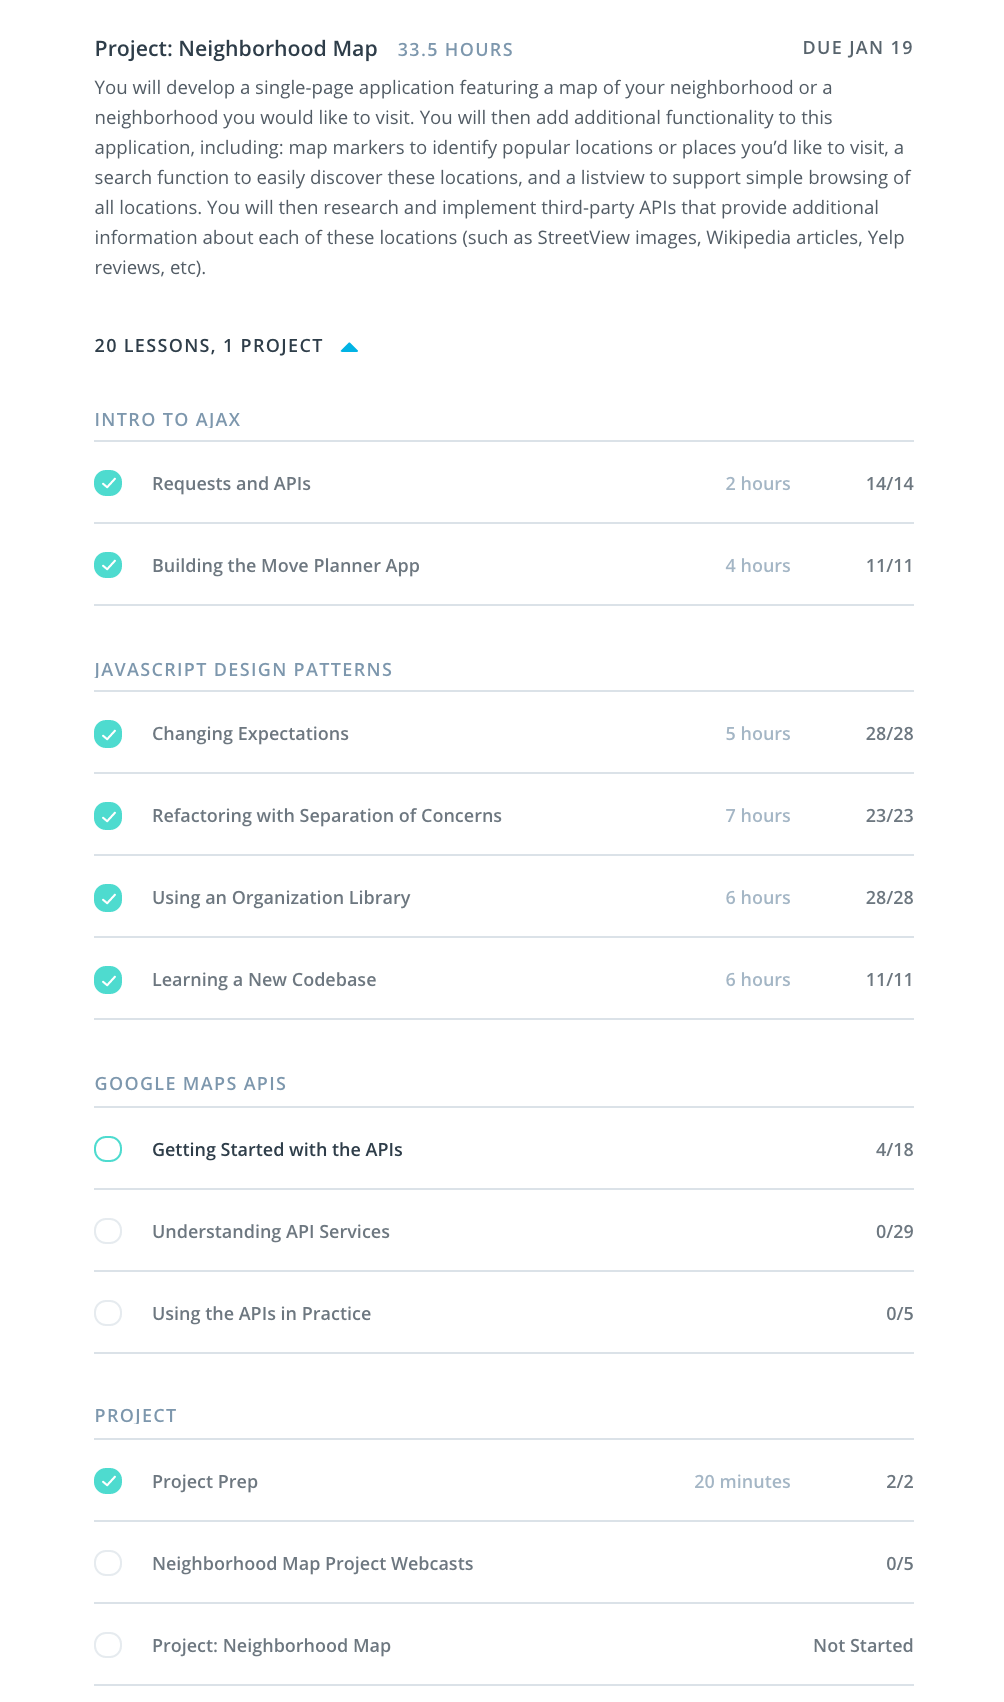 Project: Neighborhood Map 33.5 HOURS DUE JAN 19
You will develop a single-page application featuring a map of your neighborhood or a
neighborhood you would like to visit. You will then add additional functionality to this
application, including: map markers to identify popular locations or places you’d like to visit, a
search function to easily discover these locations, and a listview to support simple browsing of
all locations. You will then research and implement third-party APIs that provide additional
information about each of these locations (such as StreetView images, Wikipedia articles, Yelp
reviews, etc).
20 LESSONS, 1 PROJECT
INTRO TO AJAX
Requests and APIs 2 hours 14/14
Building the Move Planner App 4 hours 11/11
JAVASCRIPT DESIGN PATTERNS
Changing Expectations 5 hours 28/28
Refactoring with Separation of Concerns 7 hours 23/23
Using an Organization Library 6 hours 28/28
Learning a New Codebase 6 hours 11/11
GOOGLE MAPS APIS
Getting Started with the APIs 4/18
Understanding API Services 0/29
Using the APIs in Practice 0/5
PROJECT
Project Prep 20 minutes 2/2
Neighborhood Map Project Webcasts 0/5
Project: Neighborhood Map Not Started